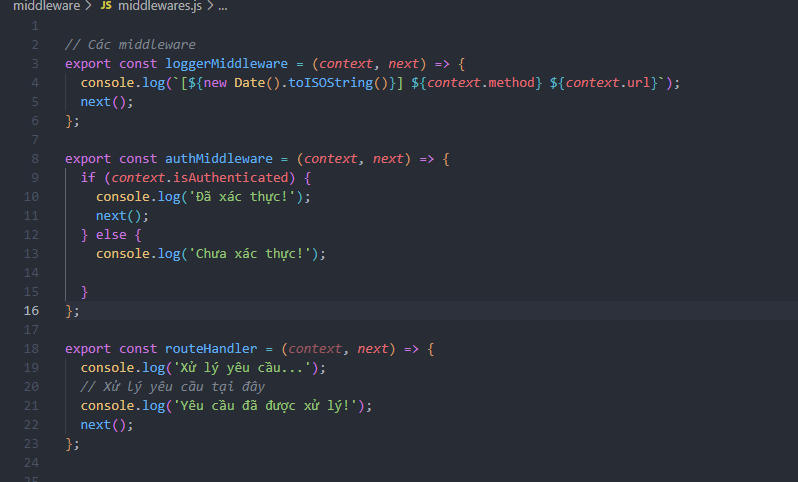 middleware > JS middlewares.js > ...
1
2 // Các middleware
3 export const loggerMiddleware = (context, next) => {
4 console.log(`[${new Date().toISOString()}] ${context.method} ${context.url}`);
5 next();
6 };
7
8 export const authMiddleware = (context, next) => {
9 if (context.isAuthenticated) {
10 console.log('Đã xác thực!');
11 next();
12 } else {
13 console.log('Chưa xác thực!');
14
15 }
16 };
17
18 export const routeHandler = (context, next) => {
19 console.log('Xử lý yêu cầu...');
20 // Xử lý yêu cầu tại đây
21 console.log('Yêu cầu đã được xử lý!');
22 next();
23 };
24